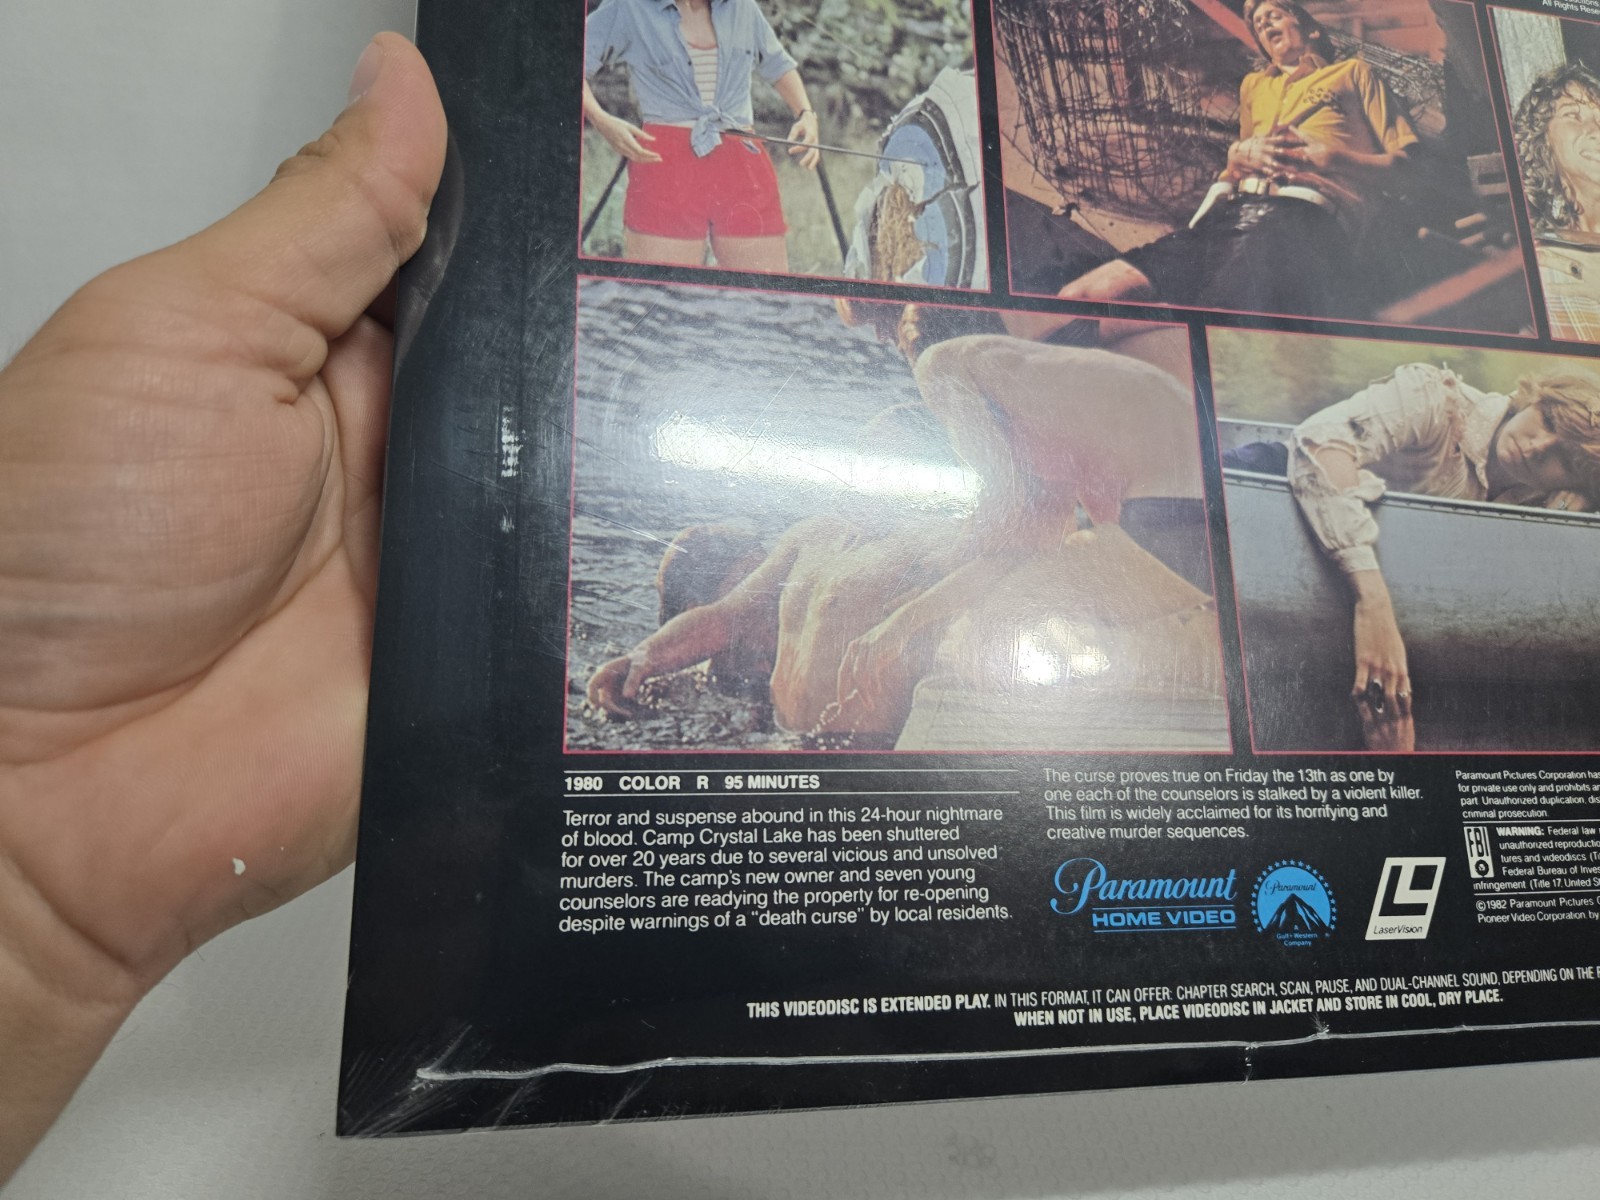 All Rights Rese
1980 COLOR R 95 MINUTES
Terror and suspense abound in this 24-hour nightmare
of blood. Camp Crystal Lake has been shuttered
for over 20 years due to several vicious and unsolved
murders. The camp's new owner and seven young
counselors are readying the property for re-opening
despite warnings of a "death curse" by local residents.
The curse proves true on Friday the 13th as one by
one each of the counselors is stalked by a violent killer.
This film is widely acclaimed for its horrifying and
creative murder sequences.
Paramount
HOME VIDEO
Paramount
Gulf+Western
Company
LaserVision
Paramount Pictures Corporation has
for private use only and prohibits an
part. Unauthorized duplication, dis
criminal prosecution.
FBI
WARNING: Federal law
unauthorized reproductio
tures and videodiscs (Ti
Federal Bureau of Inves
infringement (Title 17, United St
©1982 Paramount Pictures C
Pioneer Video Corporation by
THIS VIDEODISC IS EXTENDED PLAY. IN THIS FORMAT, IT CAN OFFER: CHAPTER SEARCH, SCAN, PAUSE, AND DUAL-CHANNEL SOUND, DEPENDING ON THE
WHEN NOT IN USE, PLACE VIDEODISC IN JACKET AND STORE IN COOL, DRY PLACE.